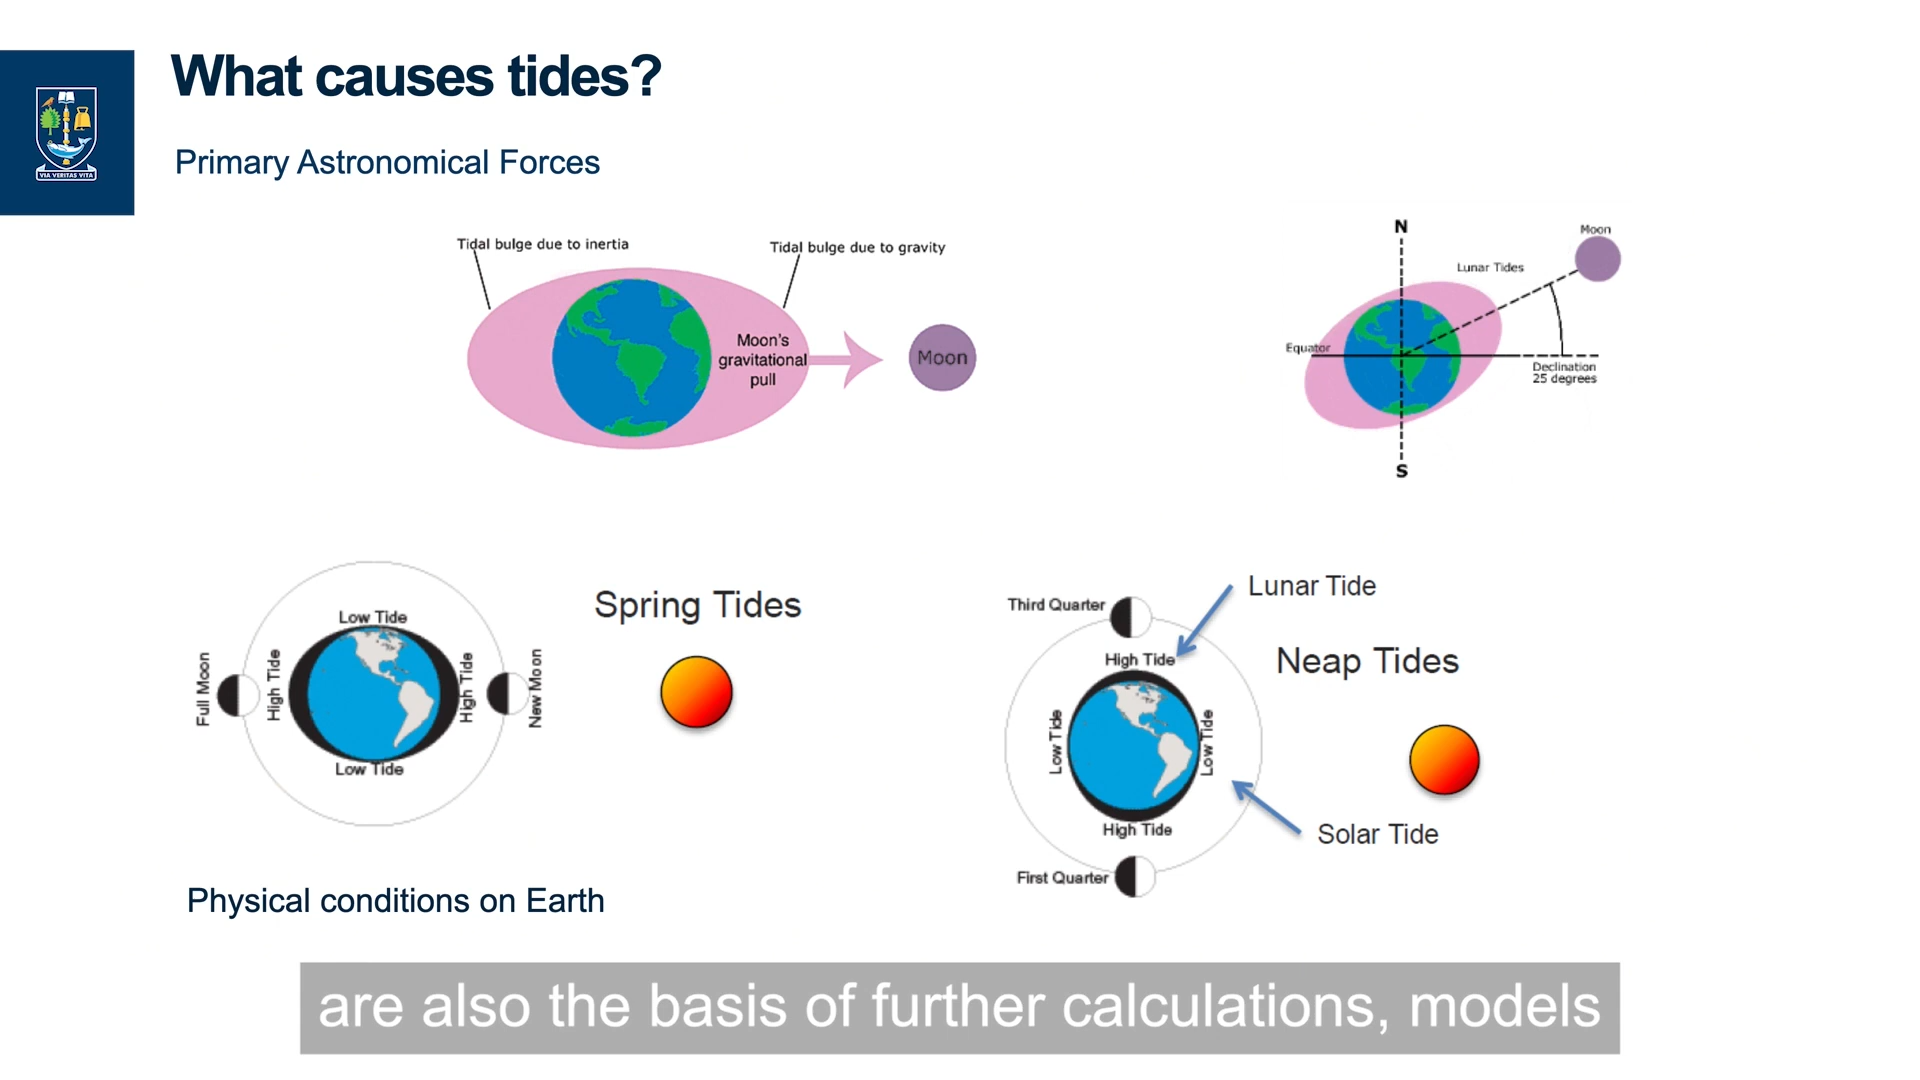 What causes tides?
VIA VERITAS VITA
Primary Astronomical Forces
Tidal bulge due to inertia
Tidal bulge due to gravity
Moon's
gravitational
pull
Moon
N
Moon
Lunar Tides
Equator
Declination
25 degrees
S
Spring Tides
Low Tide
Full Moon
High Tide
High Tide
New Moon
Low Tide
Third Quarter
Lunar Tide
High Tide
Neap Tides
Low Tide
Low Tide
High Tide
Solar Tide
First Quarter
Physical conditions on Earth
are also the basis of further calculations, models